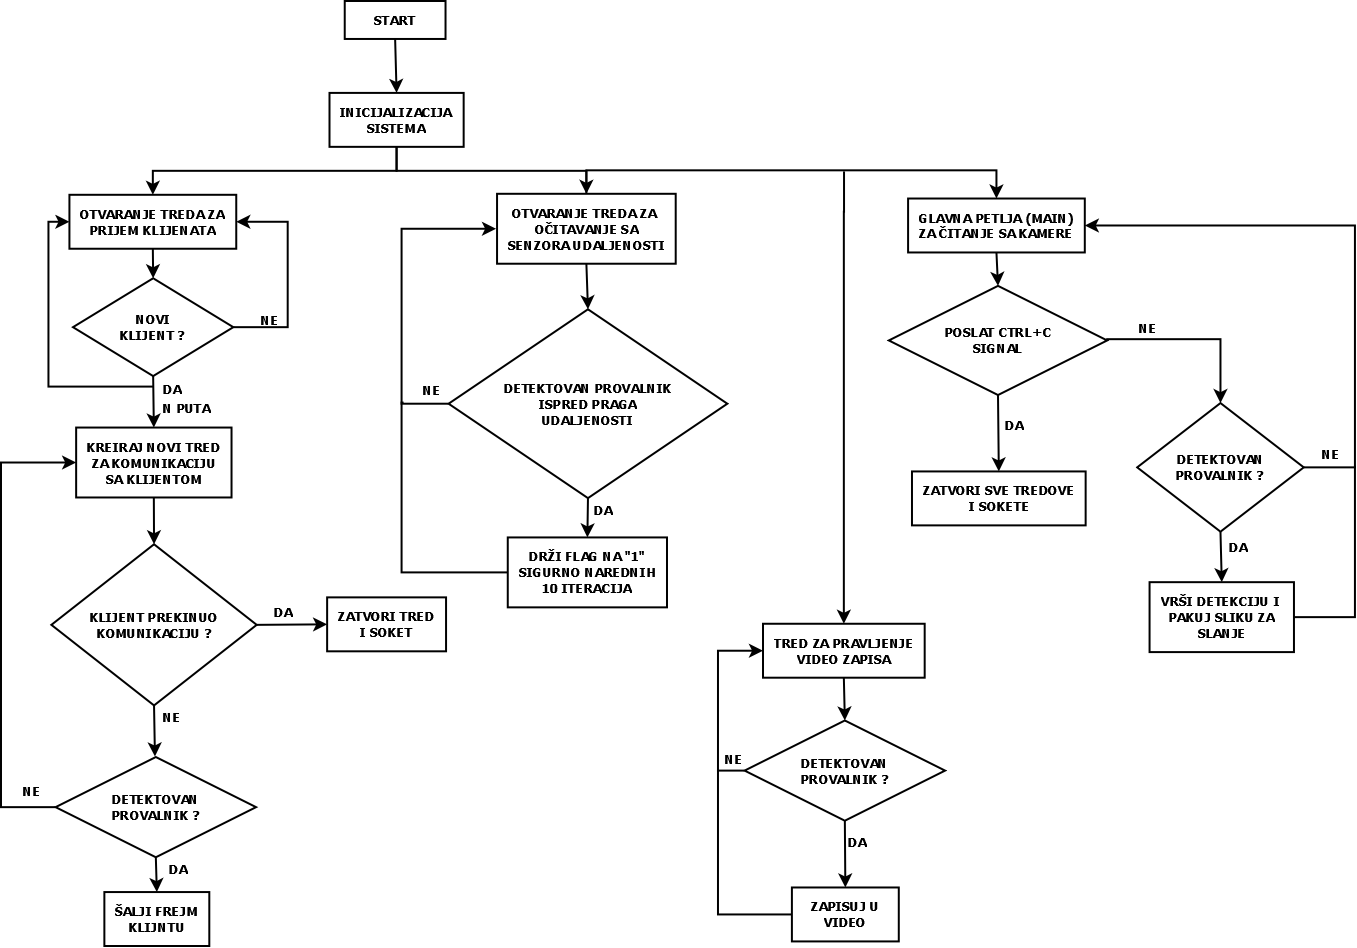 START
INICIJALIZACIJA
SISTEMA
OTVARANJE TREDA ZA
PRIJEM KLIJENATA
NOVI
KLIJENT ?
NE
DA
N PUTA
KREIRAJ NOVI TRED
ZA KOMUNIKACIJU
SA KLIJENTOM
KLIJENT PREKINUO
KOMUNIKACIJU ?
DA
ZATVORI TRED
I SOKET
NE
DETEKTOVAN
PROVALNIK ?
NE
DA
ŠALJI FREJM
KLIJNTU
OTVARANJE TREDA ZA
OČITAVANJE SA
SENZORA UDALJENOSTI
DETEKTOVAN PROVALNIK
ISPRED PRAGA
UDALJENOSTI
NE
DA
DRŽI FLAG NA "1"
SIGURNO NAREDNIH
10 ITERACIJA
TRED ZA PRAVLJENJE
VIDEO ZAPISA
DETEKTOVAN
PROVALNIK ?
NE
DA
ZAPISUJ U
VIDEO
GLAVNA PETLJA (MAIN)
ZA ČITANJE SA KAMERE
POSLAT CTRL+C
SIGNAL
NE
DA
ZATVORI SVE TREDOVE
I SOKETE
DETEKTOVAN
PROVALNIK ?
NE
DA
VRŠI DETEKCIJU I
PAKUJ SLIKU ZA
SLANJE